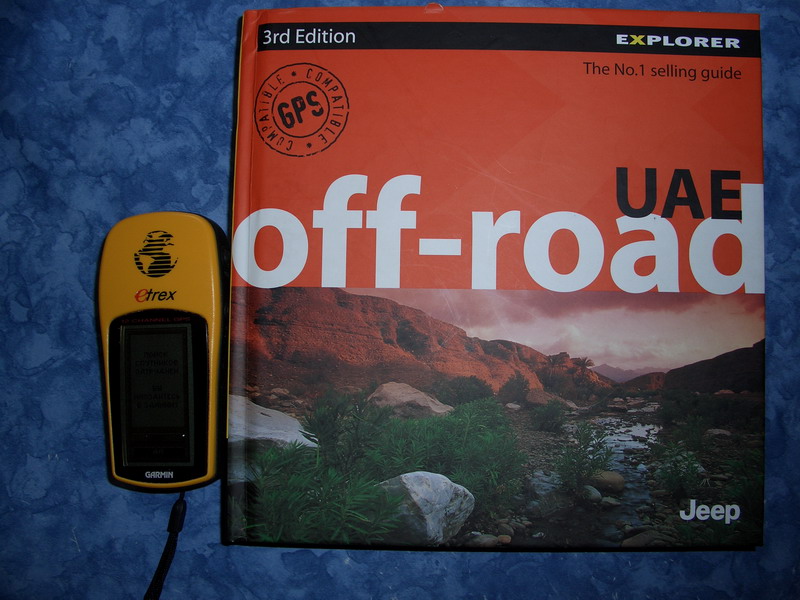 3rd Edition
EXPLORER
The No.1 selling guide
COMPATIBLE • COMPATIBLE •
GPS
UAE
off-road
Jeep
etrex
GARMIN